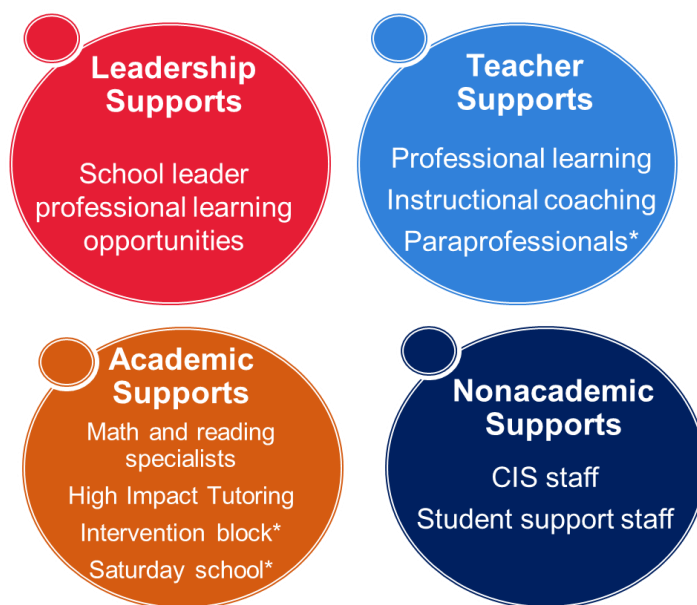 Leadership
Supports
School leader
professional learning
opportunities
Teacher
Supports
Professional learning
Instructional coaching
Paraprofessionals*
Academic
Supports
Math and reading
specialists
High Impact Tutoring
Intervention block*
Saturday school*
Nonacademic
Supports
CIS staff
Student support staff